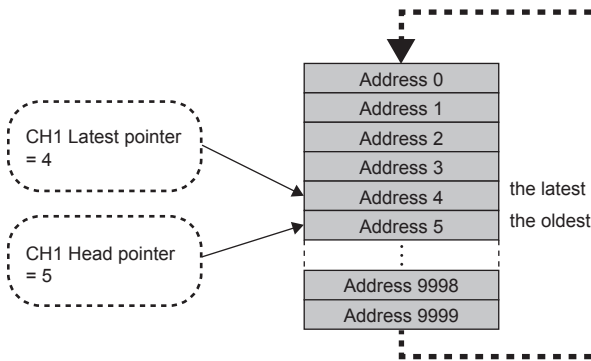 Address 0
Address 1
Address 2
Address 3
Address 4
Address 5
Address 9998
Address 9999
CH1 Latest pointer
= 4
CH1 Head pointer
= 5
the latest
the oldest